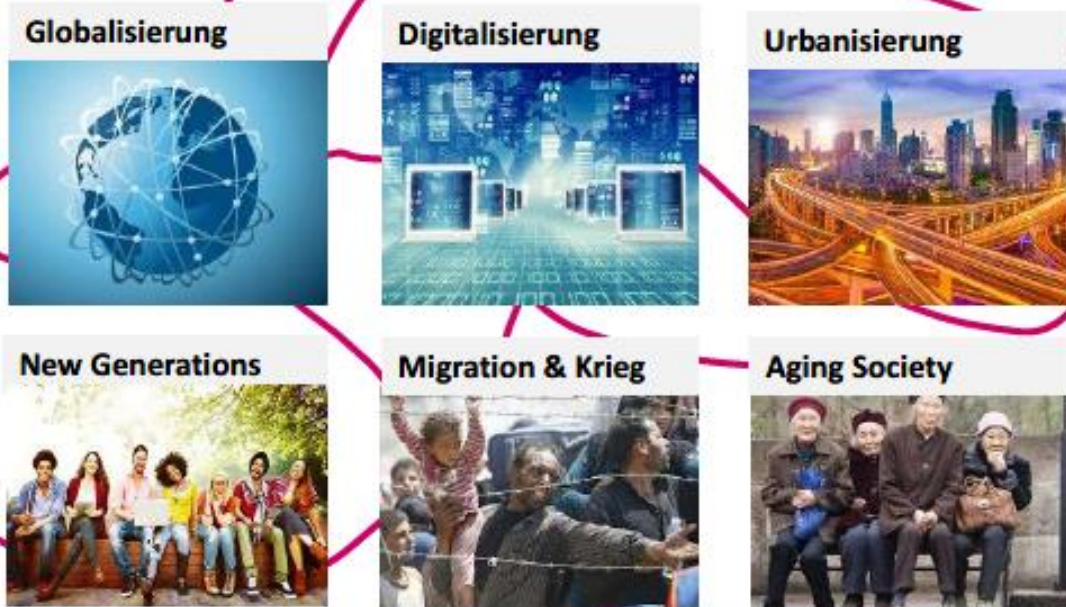 Globalisierung
Digitalisierung
Urbanisierung
New Generations
Migration & Krieg
Aging Society